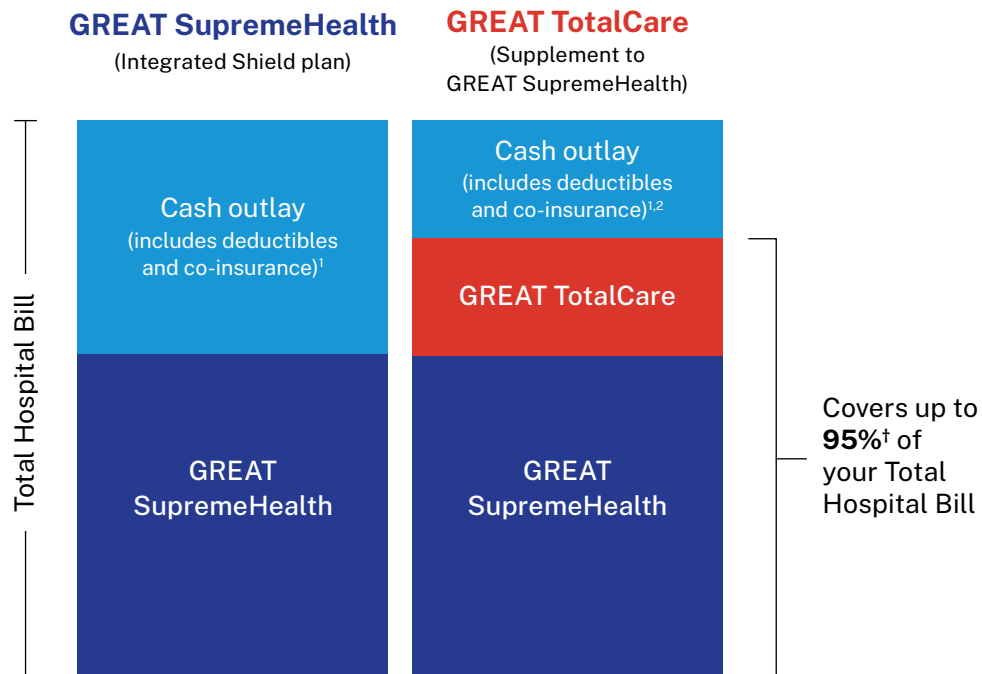 GREAT SupremeHealth
(Integrated Shield plan)
GREAT TotalCare
(Supplement to
GREAT SupremeHealth)
Total Hospital Bill
Cash outlay
(includes deductibles
and co-insurance)¹
GREAT
SupremeHealth
Cash outlay
(includes deductibles
and co-insurance)¹,²
GREAT TotalCare
GREAT
SupremeHealth
Covers up to
95%† of
your Total
Hospital Bill